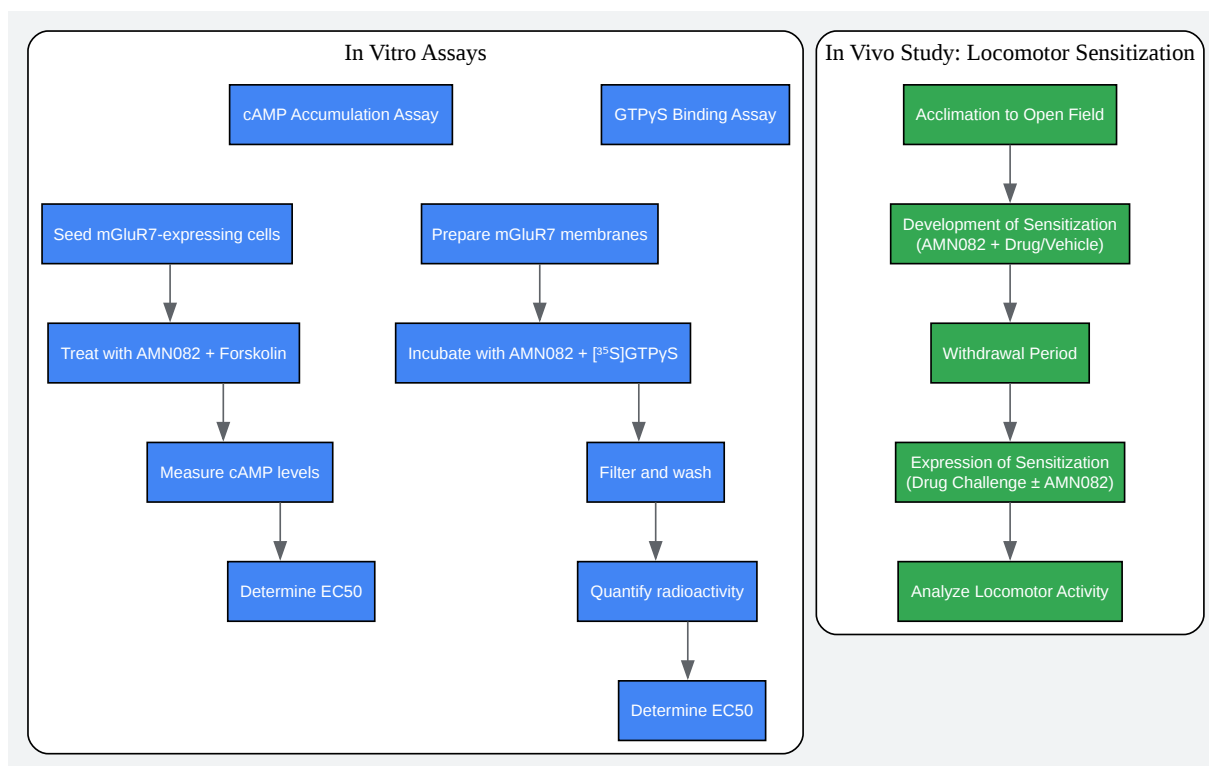 In Vitro Assays
cAMP Accumulation Assay
GTPγS Binding Assay
Seed mGluR7-expressing cells
Prepare mGluR7 membranes
Treat with AMN082 + Forskolin
Incubate with AMN082 + [³⁵S]GTPγS
Measure cAMP levels
Filter and wash
Determine EC50
Quantify radioactivity
Determine EC50
In Vivo Study: Locomotor Sensitization
Acclimation to Open Field
Development of Sensitization
(AMN082 + Drug/Vehicle)
Withdrawal Period
Expression of Sensitization
(Drug Challenge ± AMN082)
Analyze Locomotor Activity